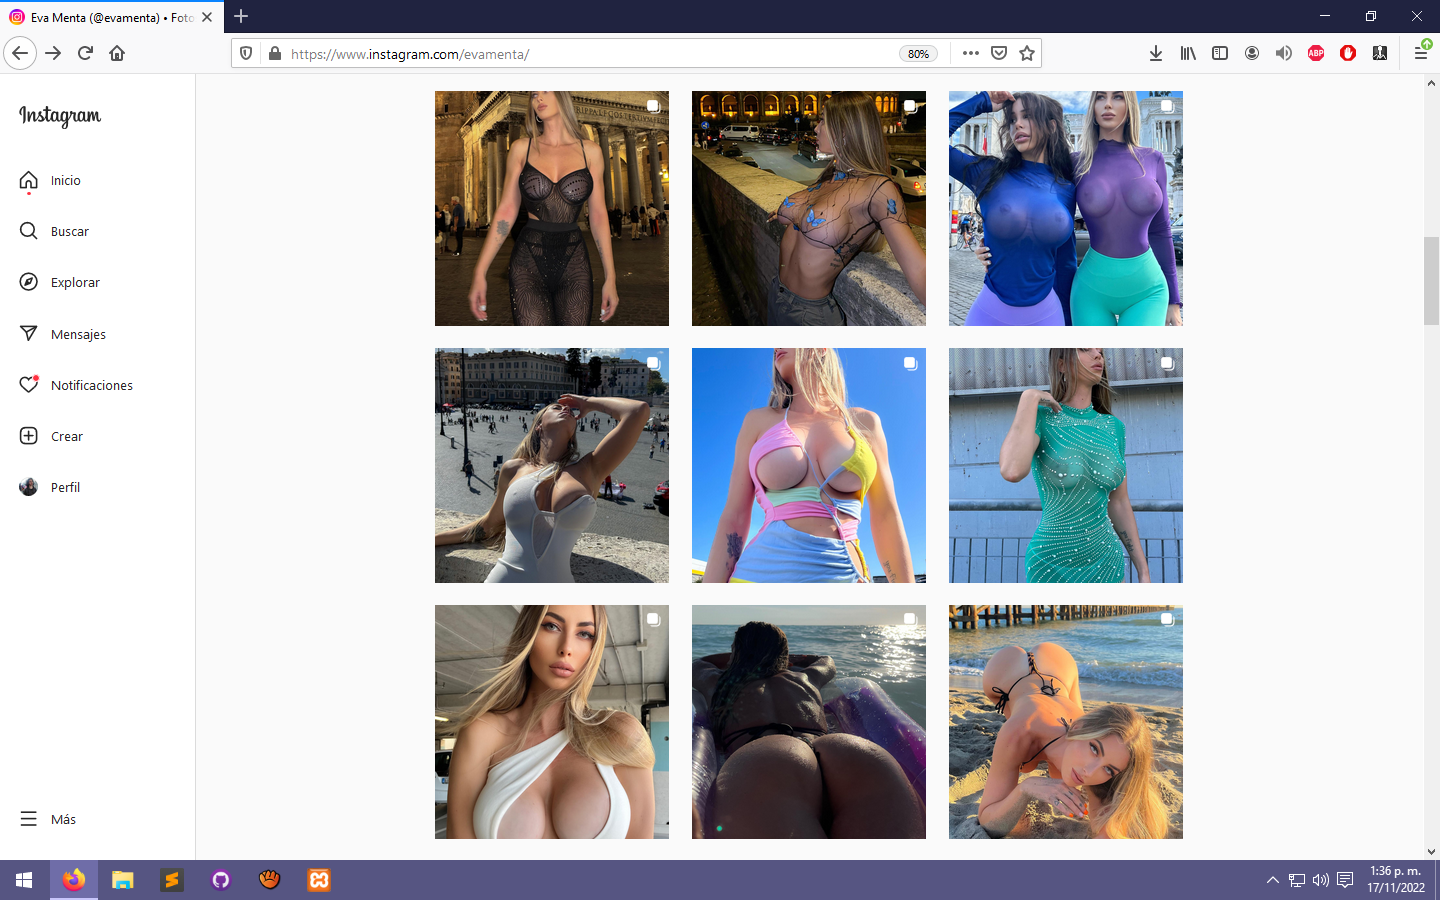 Eva Menta (@evamenta) • Foto
https://www.instagram.com/evamenta/
80%
ABP
Instagram
Inicio
Buscar
Explorar
Mensajes
Notificaciones
Crear
Perfil
Más
1:36 p. m.
17/11/2022